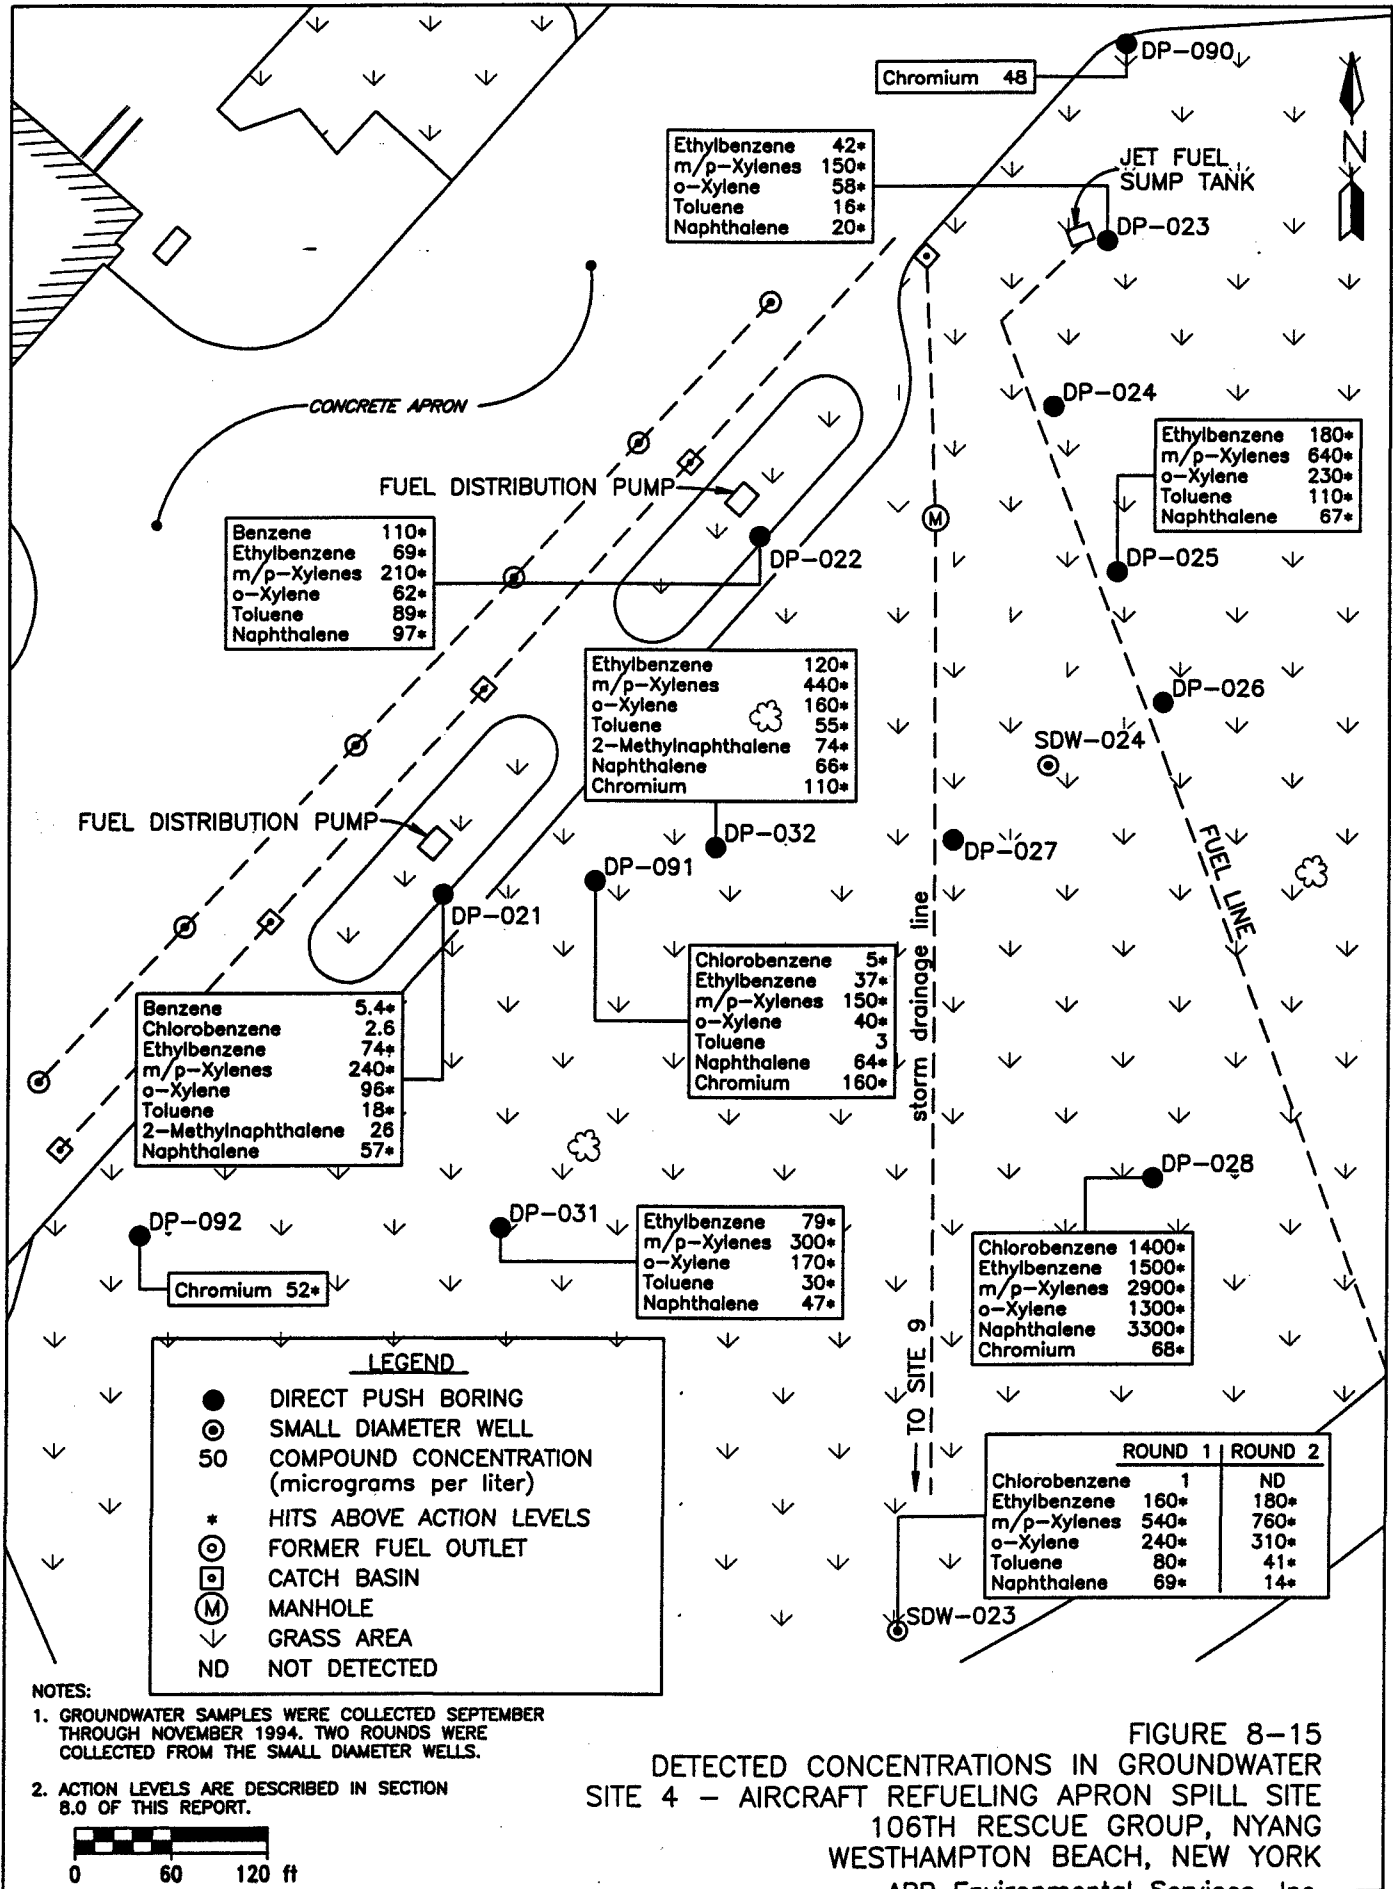 DP-090
Chromium 48
Ethylbenzene 42*
m/p-Xylenes 150*
o-Xylene 58*
Toluene 16*
Naphthalene 20*
JET FUEL
SUMP TANK
N
DP-023
CONCRETE APRON
DP-024
Ethylbenzene 180*
m/p-Xylenes 640*
o-Xylene 230*
Toluene 110*
Naphthalene 67*
FUEL DISTRIBUTION PUMP
M
Benzene 110*
Ethylbenzene 69*
m/p-Xylenes 210*
o-Xylene 62*
Toluene 89*
Naphthalene 97*
DP-022
DP-025
Ethylbenzene 120*
m/p-Xylenes 440*
o-Xylene 160*
Toluene 55*
2-Methylnaphthalene 74*
Naphthalene 66*
Chromium 110*
DP-026
SDW-024
FUEL DISTRIBUTION PUMP
DP-032
DP-027
DP-091
FUEL LINE
DP-021
storm drainage line
Chlorobenzene 5*
Ethylbenzene 37*
m/p-Xylenes 150*
o-Xylene 40*
Toluene 3
Naphthalene 64*
Chromium 160*
Benzene 5.4*
Chlorobenzene 2.6
Ethylbenzene 74*
m/p-Xylenes 240*
o-Xylene 96*
Toluene 18*
2-Methylnaphthalene 26
Naphthalene 57*
DP-028
DP-092
DP-031
Chromium 52*
Ethylbenzene 79*
m/p-Xylenes 300*
o-Xylene 170*
Toluene 30*
Naphthalene 47*
Chlorobenzene 1400*
Ethylbenzene 1500*
m/p-Xylenes 2900*
o-Xylene 1300*
Naphthalene 3300*
Chromium 68*
TO SITE 9
LEGEND
DIRECT PUSH BORING
SMALL DIAMETER WELL
50 COMPOUND CONCENTRATION
(micrograms per liter)
* HITS ABOVE ACTION LEVELS
FORMER FUEL OUTLET
CATCH BASIN
M MANHOLE
GRASS AREA
ND NOT DETECTED
ROUND 1 ROUND 2
Chlorobenzene 1 ND
Ethylbenzene 160* 180*
m/p-Xylenes 540* 760*
o-Xylene 240* 310*
Toluene 80* 41*
Naphthalene 69* 14*
SDW-023
NOTES:
1. GROUNDWATER SAMPLES WERE COLLECTED SEPTEMBER
THROUGH NOVEMBER 1994. TWO ROUNDS WERE
COLLECTED FROM THE SMALL DIAMETER WELLS.
2. ACTION LEVELS ARE DESCRIBED IN SECTION
8.0 OF THIS REPORT.
0 60 120 ft
FIGURE 8-15
DETECTED CONCENTRATIONS IN GROUNDWATER
SITE 4 - AIRCRAFT REFUELING APRON SPILL SITE
106TH RESCUE GROUP, NYANG
WESTHAMPTON BEACH, NEW YORK
Environmental Services, Inc.